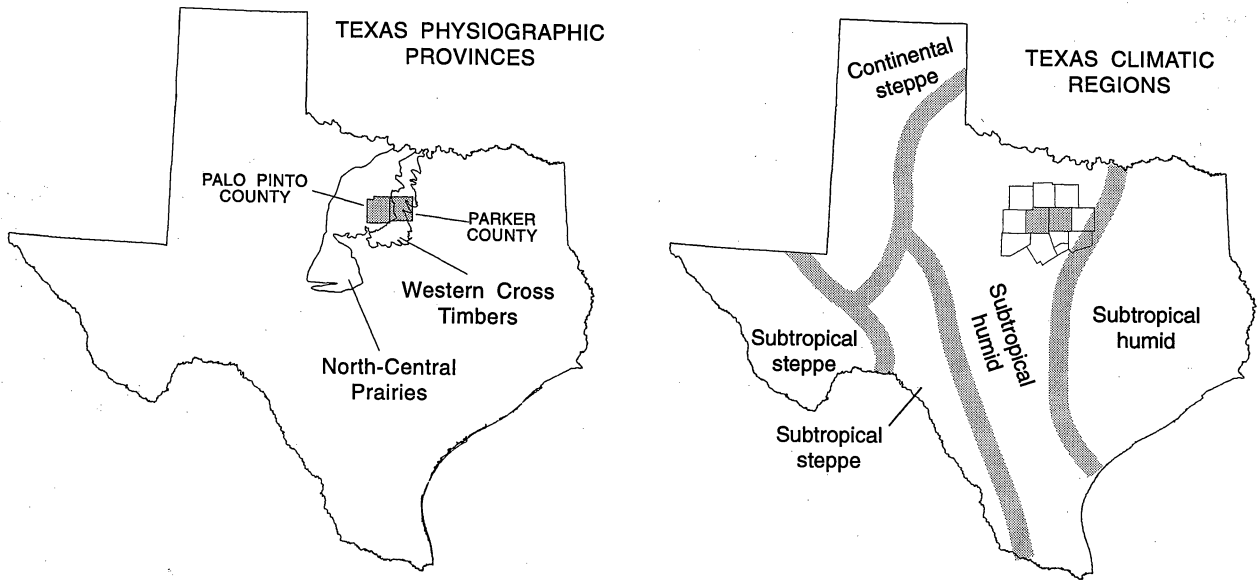 TEXAS PHYSIOGRAPHIC
PROVINCES
PALO PINTO
COUNTY
PARKER
COUNTY
Western Cross
Timbers
North-Central
Prairies
TEXAS CLIMATIC
REGIONS
Continental
steppe
Subtropical
steppe
Subtropical
humid
Subtropical
humid
Subtropical
steppe